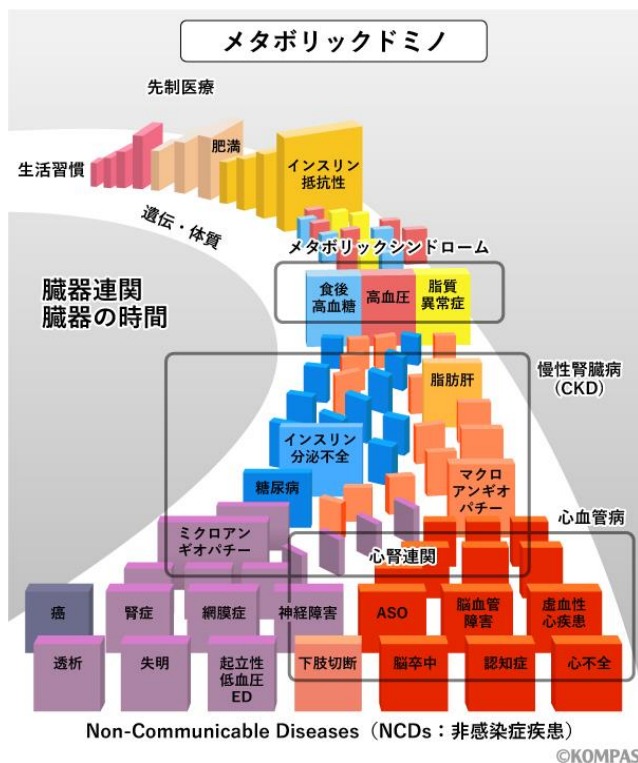 メタボリックドミノ
先制医療
肥満
生活習慣
インスリン
抵抗性
遺伝・体質
メタボリックシンドローム
臓器連関
臓器の時間
食後
高血糖
高血圧
脂質
異常症
慢性腎臓病
（CKD）
脂肪肝
インスリン
分泌不全
糖尿病
マクロ
アンギオ
パチー
心血管病
ミクロアン
ギオパチー
心腎連関
癌
腎症
網膜症
神経障害
ASO
脳血管
障害
虚血性
心疾患
透析
失明
起立性
低血圧
ED
下肢切断
脳卒中
認知症
心不全
Non-Communicable Diseases（NCDs：非感染症疾患）
©KOMPAS